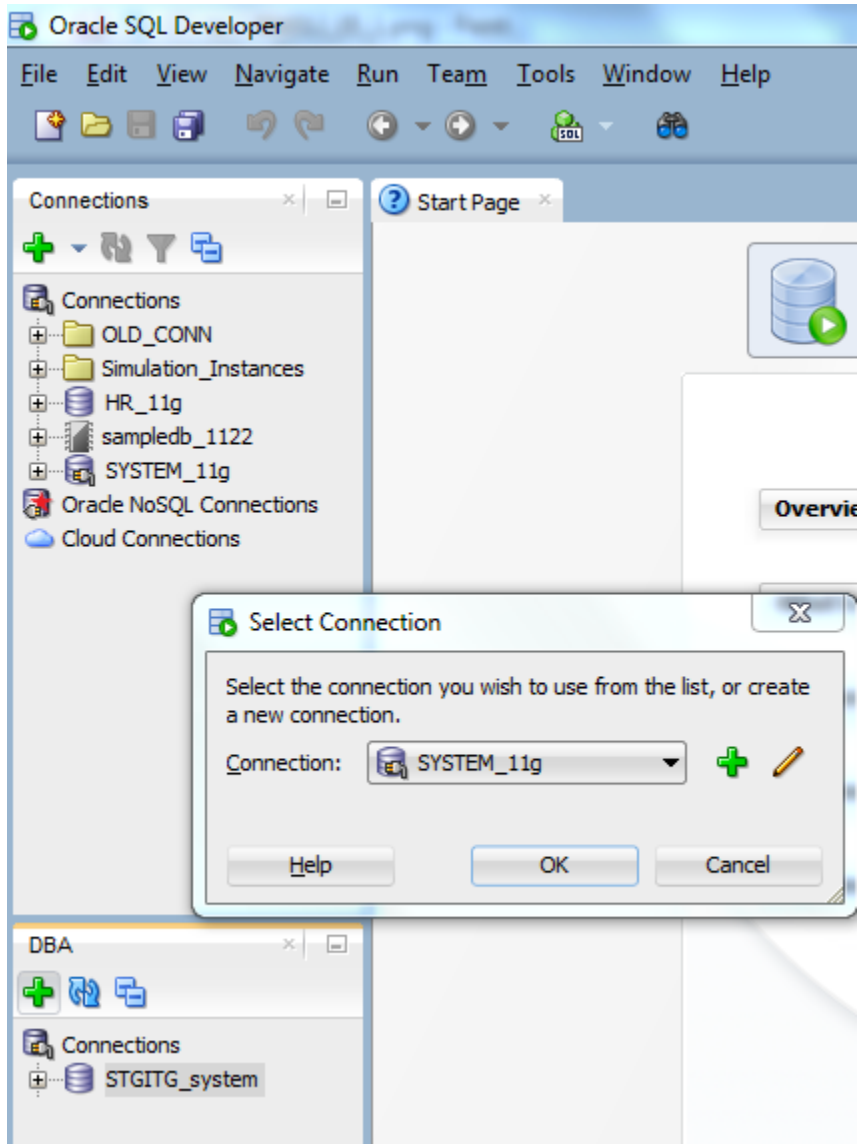 Oracle SQL Developer
File Edit View Navigate Run Team Tools Window Help
SQL
Connections
Start Page
Connections
OLD_CONN
Simulation_Instances
HR_11g
sampledb_1122
SYSTEM_11g
Oracle NoSQL Connections
Cloud Connections
Overvie
Select Connection
Select the connection you wish to use from the list, or create
a new connection.
Connection: SYSTEM_11g
Help OK Cancel
DBA
Connections
STGITG_system